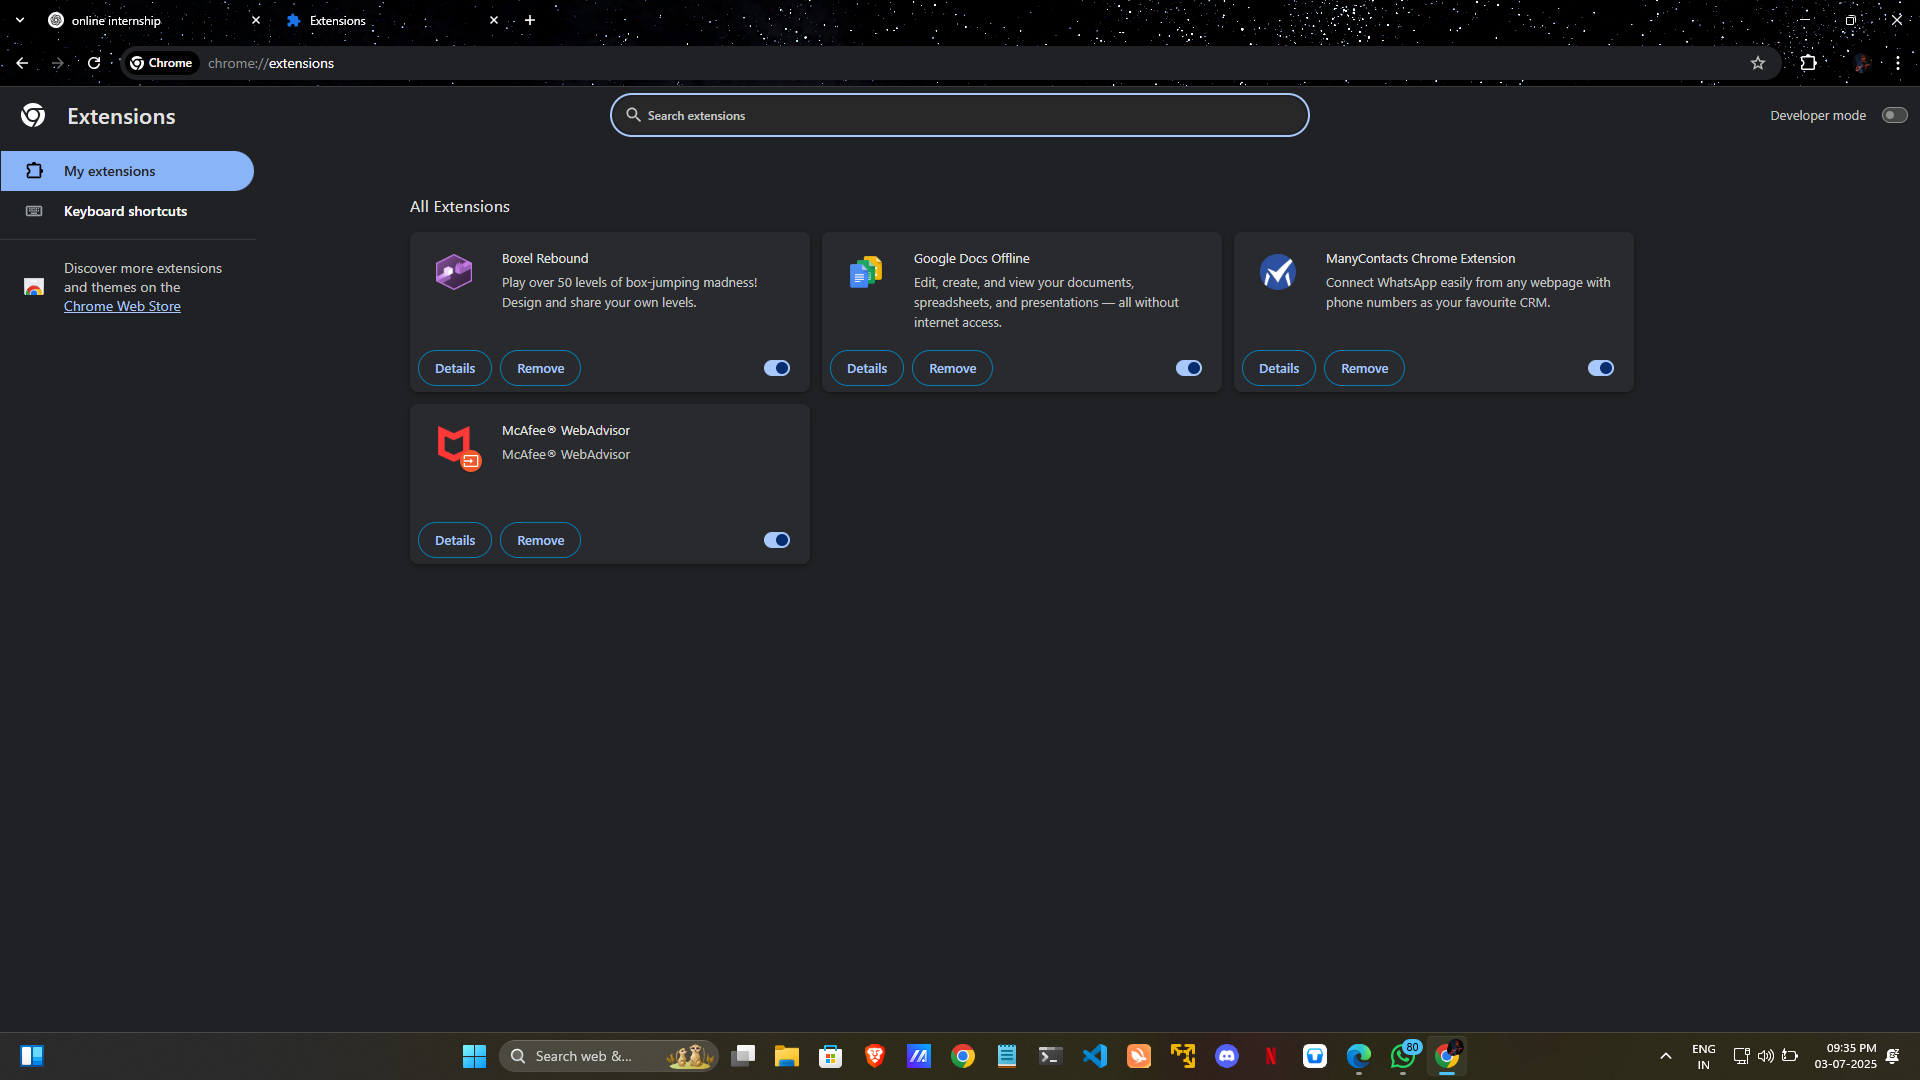 online internship
Extensions
Chrome
chrome://extensions
Extensions
Search extensions
Developer mode
My extensions
Keyboard shortcuts
Discover more extensions
and themes on the
Chrome Web Store
All Extensions
Boxel Rebound
Play over 50 levels of box-jumping madness!
Design and share your own levels.
Details
Remove
Google Docs Offline
Edit, create, and view your documents,
spreadsheets, and presentations — all without
internet access.
Details
Remove
ManyContacts Chrome Extension
Connect WhatsApp easily from any webpage with
phone numbers as your favourite CRM.
Details
Remove
McAfee® WebAdvisor
McAfee® WebAdvisor
Details
Remove
Search web &...
80
ENG
IN
09:35 PM
03-07-2025